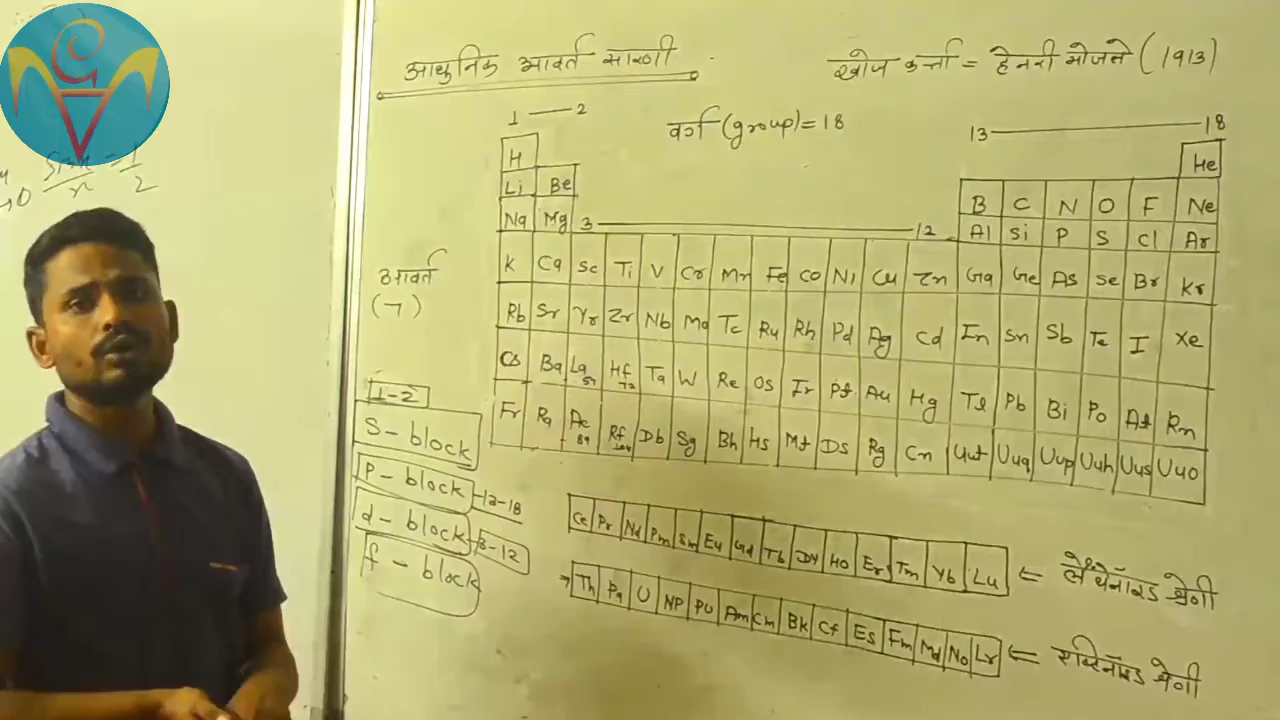 आधुनिक आवर्त सारणी
खोज कर्त्ता = हेनरी मोजले (1913)
1 — 2
वर्ग (group) = 18
13 — 18
H He
Li Be B C N O F Ne
Na Mg 3 — 12 Al Si P S Cl Ar
K Ca Sc Ti V Cr Mn Fe Co Ni Cu Zn Ga Ge As Se Br Kr
Rb Sr Yr Zr Nb Mo Tc Ru Rh Pd Ag Cd In Sn Sb Te I Xe
Cs Ba La 57 Hf 72 Ta W Re Os Ir Pt Au Hg Tl Pb Bi Po At Rn
Fr Ra Ac 89 Rf 104 Db Sg Bh Hs Mt Ds Rg Cn Uut Uuq Uup Uuh Uus Uuo
आवर्त
(7)
1-2
S - block
P - block -12-18
d - block 3-12
f - block
Ce Pr Nd Pm Sm Eu Gd Tb Dy Ho Er Tm Yb Lu ⇐ लैंथेनॉइड श्रेणी
→ Th Pa U Np Pu Am Cm Bk Cf Es Fm Md No Lr ⇐ एक्टिनॉइड श्रेणी